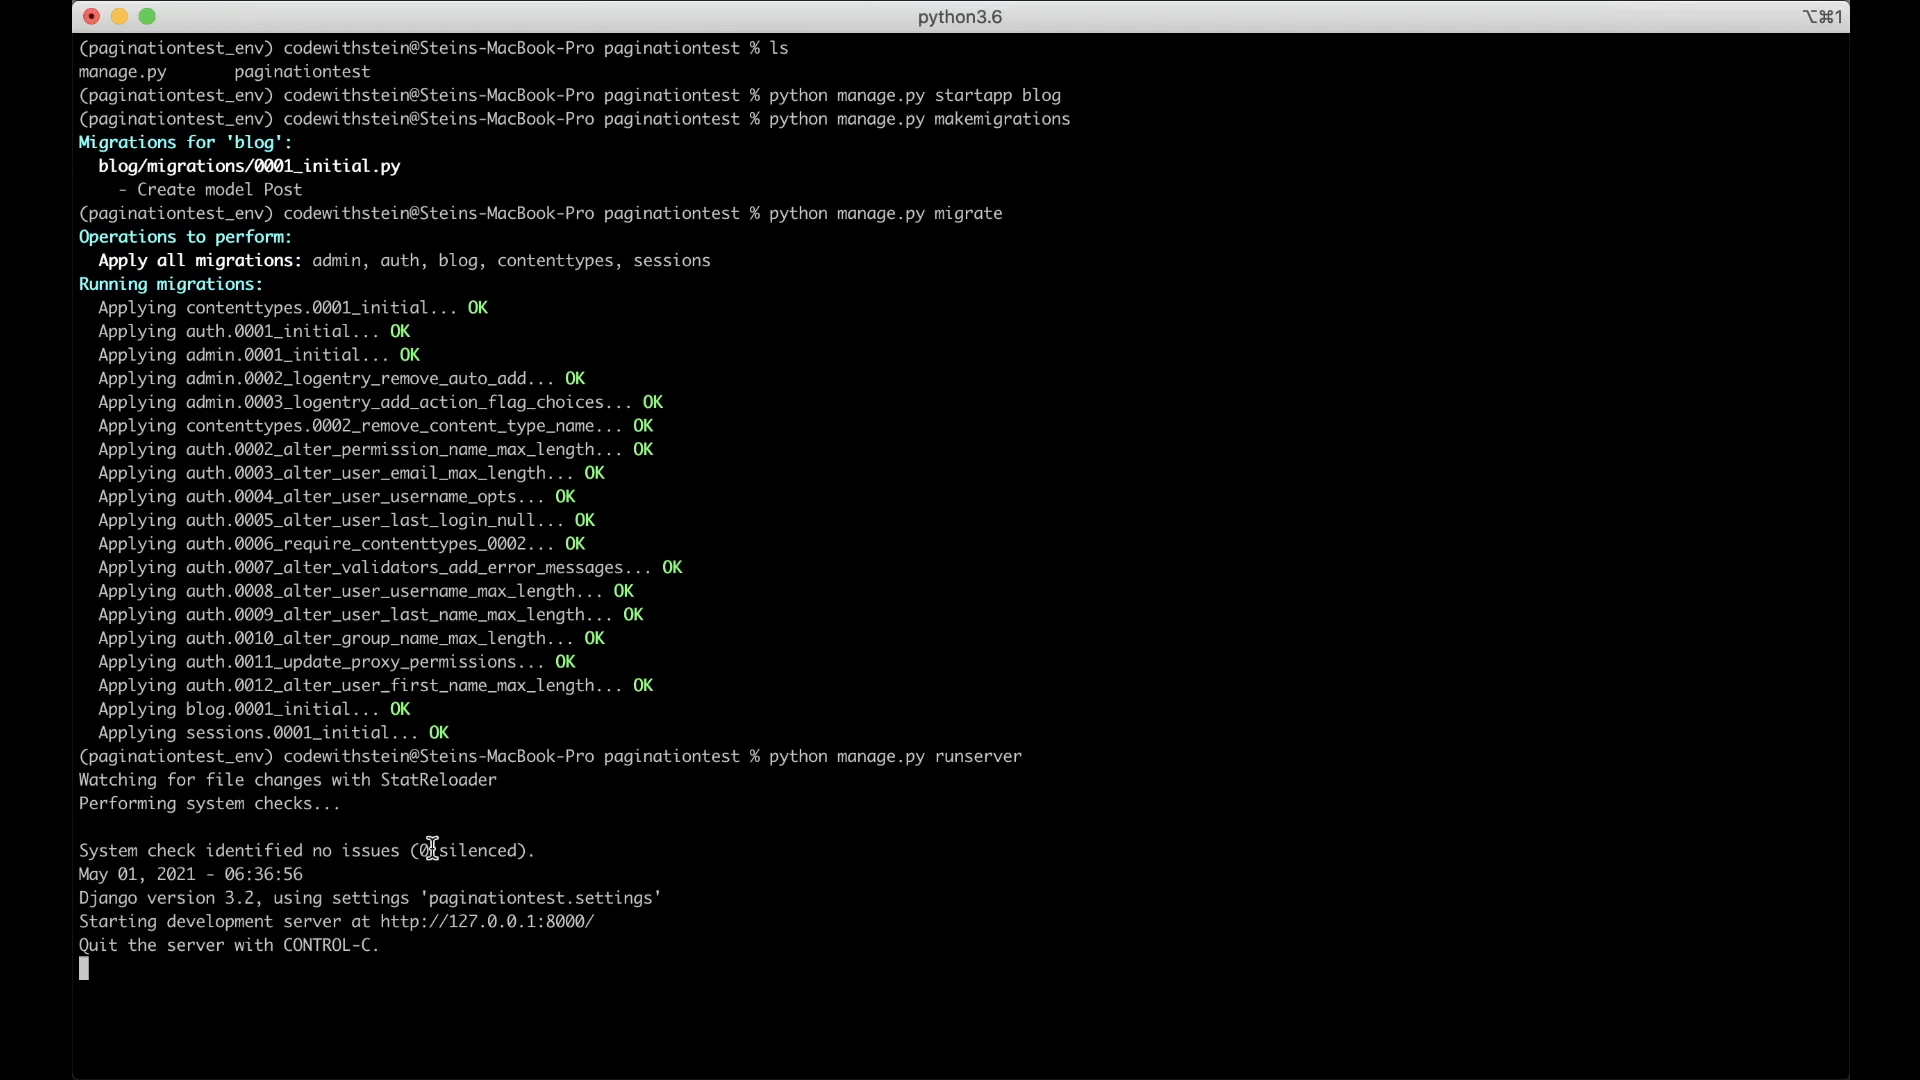 python3.6
⌥⌘1
(paginationtest_env) codewithstein@Steins-MacBook-Pro paginationtest % ls
manage.py       paginationtest
(paginationtest_env) codewithstein@Steins-MacBook-Pro paginationtest % python manage.py startapp blog
(paginationtest_env) codewithstein@Steins-MacBook-Pro paginationtest % python manage.py makemigrations
Migrations for 'blog':
  blog/migrations/0001_initial.py
    - Create model Post
(paginationtest_env) codewithstein@Steins-MacBook-Pro paginationtest % python manage.py migrate
Operations to perform:
  Apply all migrations: admin, auth, blog, contenttypes, sessions
Running migrations:
  Applying contenttypes.0001_initial... OK
  Applying auth.0001_initial... OK
  Applying admin.0001_initial... OK
  Applying admin.0002_logentry_remove_auto_add... OK
  Applying admin.0003_logentry_add_action_flag_choices... OK
  Applying contenttypes.0002_remove_content_type_name... OK
  Applying auth.0002_alter_permission_name_max_length... OK
  Applying auth.0003_alter_user_email_max_length... OK
  Applying auth.0004_alter_user_username_opts... OK
  Applying auth.0005_alter_user_last_login_null... OK
  Applying auth.0006_require_contenttypes_0002... OK
  Applying auth.0007_alter_validators_add_error_messages... OK
  Applying auth.0008_alter_user_username_max_length... OK
  Applying auth.0009_alter_user_last_name_max_length... OK
  Applying auth.0010_alter_group_name_max_length... OK
  Applying auth.0011_update_proxy_permissions... OK
  Applying auth.0012_alter_user_first_name_max_length... OK
  Applying blog.0001_initial... OK
  Applying sessions.0001_initial... OK
(paginationtest_env) codewithstein@Steins-MacBook-Pro paginationtest % python manage.py runserver
Watching for file changes with StatReloader
Performing system checks...
System check identified no issues (0 silenced).
May 01, 2021 - 06:36:56
Django version 3.2, using settings 'paginationtest.settings'
Starting development server at http://127.0.0.1:8000/
Quit the server with CONTROL-C.